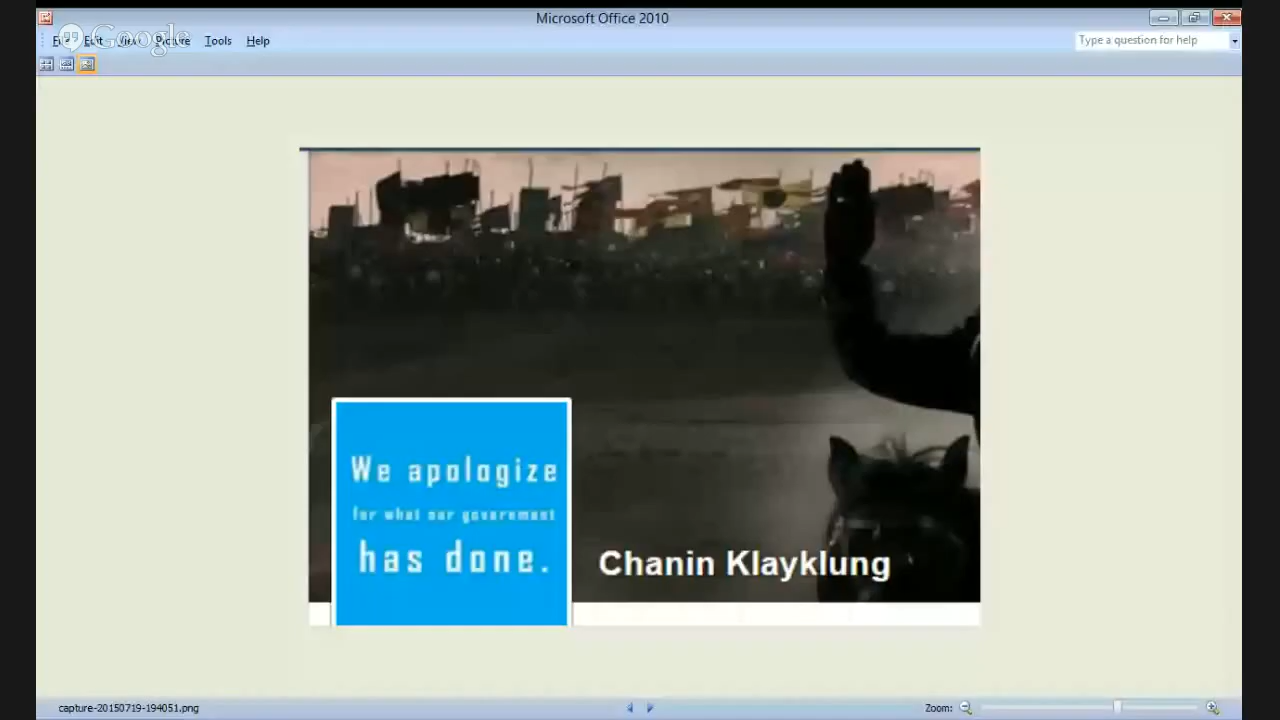 Microsoft Office 2010
Google
File Edit View Picture Tools Help
Type a question for help
We apologize
for what our government
has done.
Chanin Klayklung
capture-20150719-194051.png
Zoom: